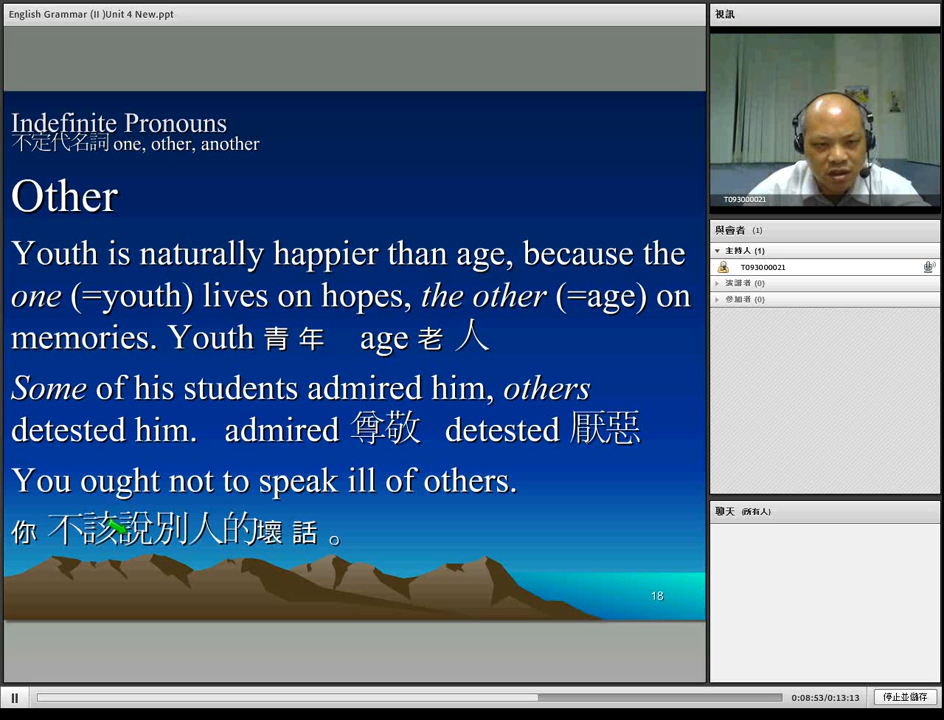 English Grammar (II )Unit 4 New.ppt
Indefinite Pronouns
不定代名詞 one, other, another
Other
Youth is naturally happier than age, because the
one (=youth) lives on hopes, the other (=age) on
memories. Youth 青 年 age 老 人
Some of his students admired him, others
detested him. admired 尊敬 detested 厭惡
You ought not to speak ill of others.
你 不該說別人的壞 話 。
18
視訊
T093000021
與會者 (1)
主持人 (1)
T093000021
演講者 (0)
參加者 (0)
聊天 (所有人)
0:08:53/0:13:13
停止並儲存